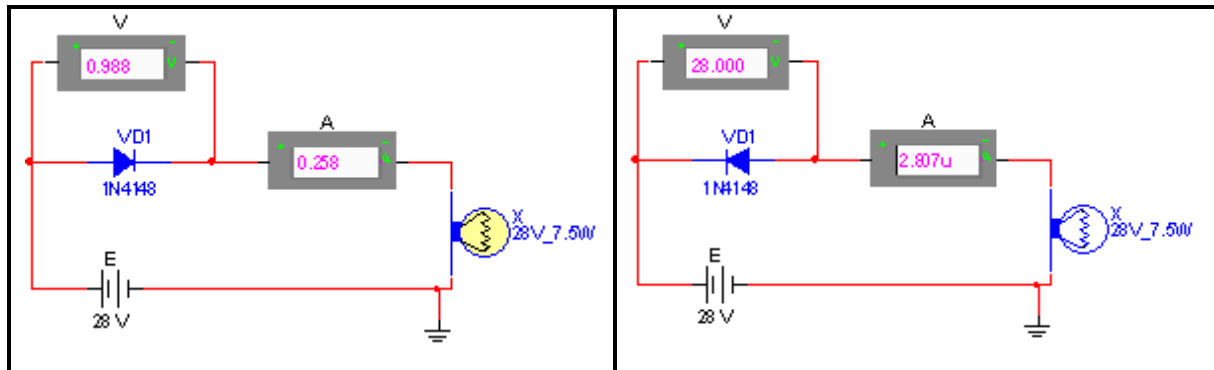 V
+ -
0.988 V
VD1
1N4148
A
+ -
0.258 A
X
28V_7.5W
E
28 V
V
+ -
28.000 V
VD1
1N4148
A
+ -
2.807u A
X
28V_7.5W
E
28 V